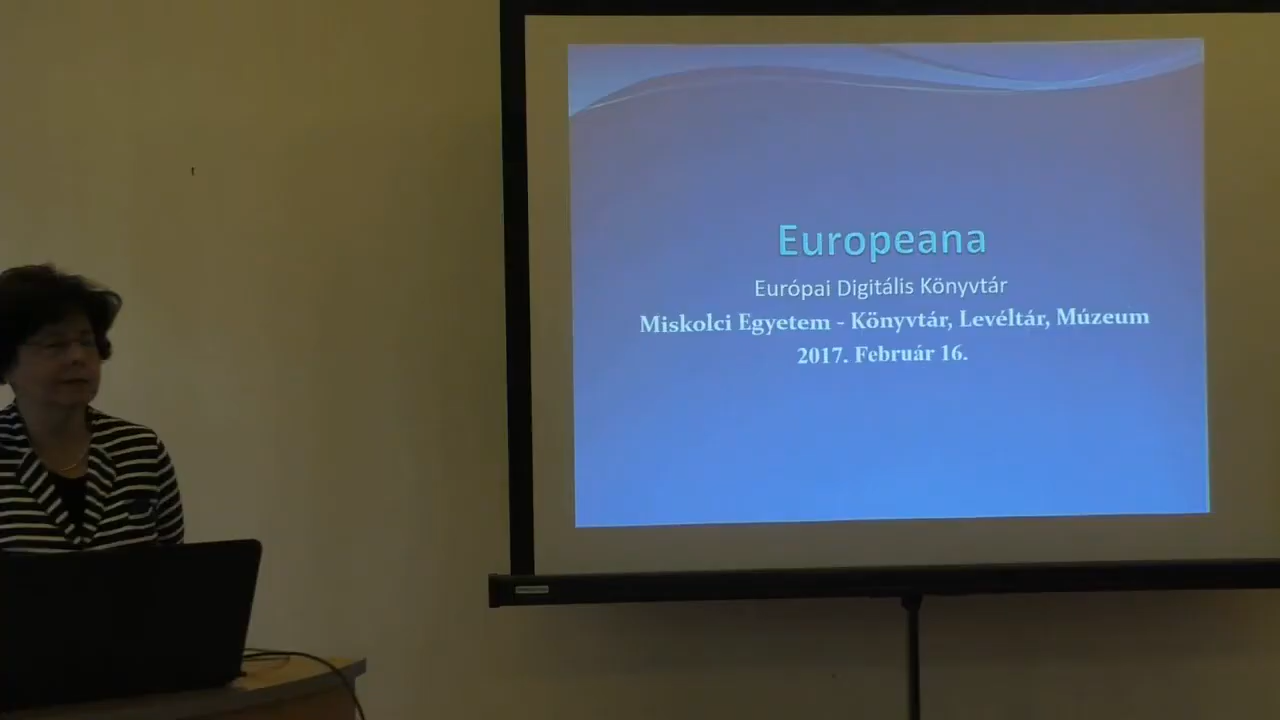 Europeana
Európai Digitális Könyvtár
Miskolci Egyetem - Könyvtár, Levéltár, Múzeum
2017. Február 16.